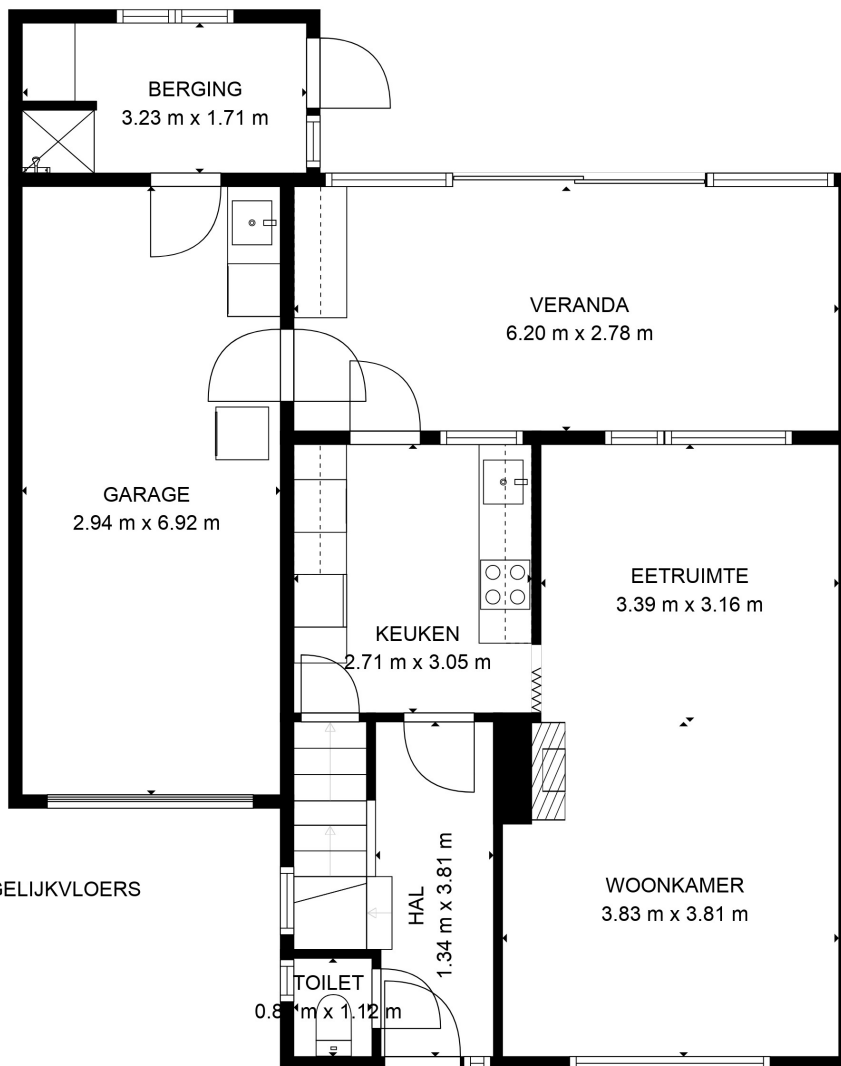 BERGING
3.23 m x 1.71 m
VERANDA
6.20 m x 2.78 m
GARAGE
2.94 m x 6.92 m
EETRUIMTE
3.39 m x 3.16 m
KEUKEN
2.71 m x 3.05 m
HAL
1.34 m x 3.81 m
WOONKAMER
3.83 m x 3.81 m
GELIJKVLOERS
TOILET
m x 1.12 m